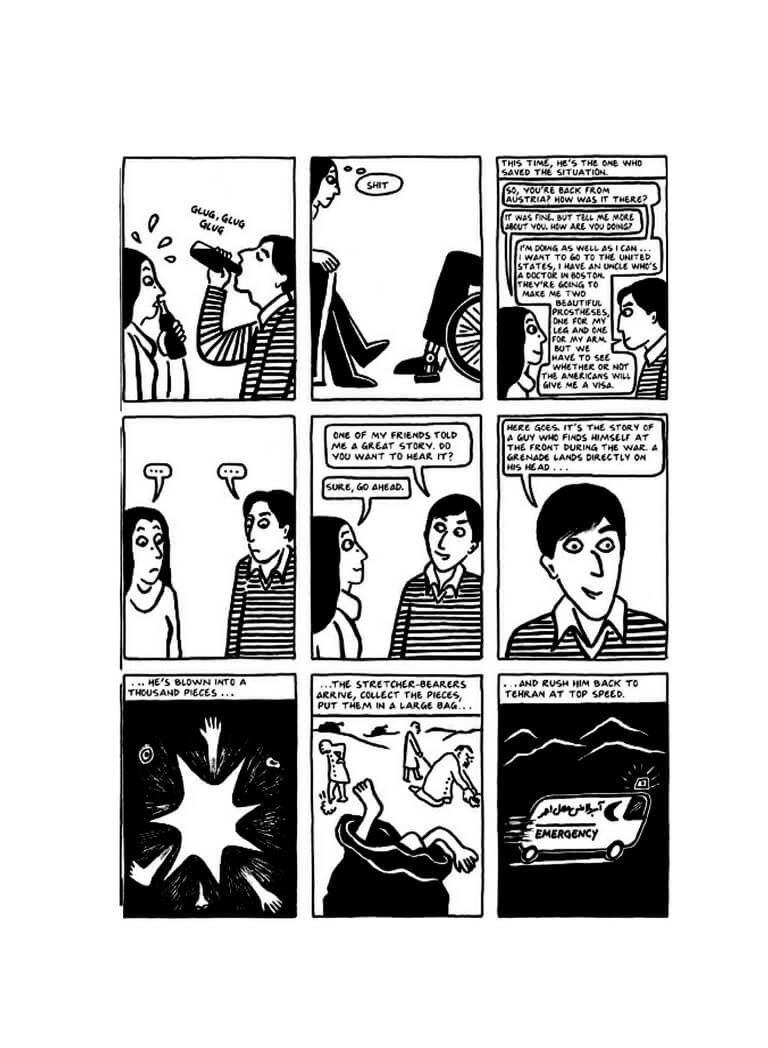 GLUG, GLUG
GLUG
SHIT
THIS TIME, HE'S THE ONE WHO
SAVED THE SITUATION.
SO, YOU'RE BACK FROM
AUSTRIA? HOW WAS IT THERE?
IT WAS FINE. BUT TELL ME MORE
ABOUT YOU. HOW ARE YOU DOING?
I'M DOING AS WELL AS I CAN ...
I WANT TO GO TO THE UNITED
STATES, I HAVE AN UNCLE WHO'S
A DOCTOR IN BOSTON.
THEY'RE GOING TO
MAKE ME TWO
BEAUTIFUL
PROSTHESES,
ONE FOR MY
LEG AND ONE
FOR MY ARM.
BUT WE
HAVE TO SEE
WHETHER OR NOT
THE AMERICANS WILL
GIVE ME A VISA.
...
...
ONE OF MY FRIENDS TOLD
ME A GREAT STORY. DO
YOU WANT TO HEAR IT?
SURE, GO AHEAD.
HERE GOES. IT'S THE STORY OF
A GUY WHO FINDS HIMSELF AT
THE FRONT DURING THE WAR. A
GRENADE LANDS DIRECTLY ON
HIS HEAD ...
... HE'S BLOWN INTO A
THOUSAND PIECES ...
...THE STRETCHER-BEARERS
ARRIVE, COLLECT THE PIECES,
PUT THEM IN A LARGE BAG...
...AND RUSH HIM BACK TO
TEHRAN AT TOP SPEED.
EMERGENCY